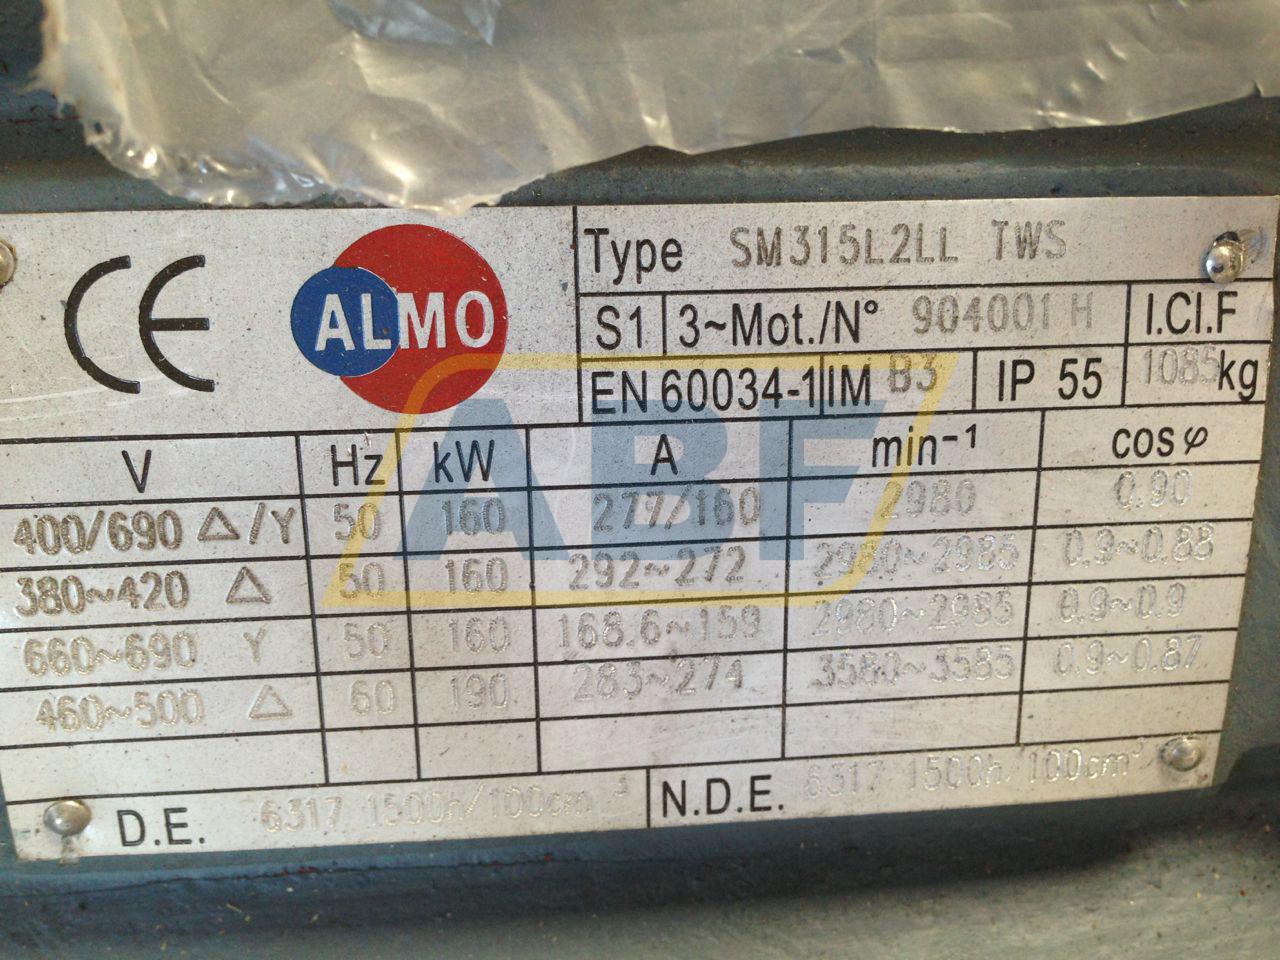 CE
ALMO
Type SM315L2LL TWS
S1 3~Mot./N° 904001 H I.Cl.F
EN 60034-1 IM B3 IP 55 1085kg
V Hz kW A min⁻¹ cosφ
400/690 Δ/Y 50 160 277/160 2980 0.90
380~420 Δ 50 160 292~272 2980~2985 0.9~0.88
660~690 Y 50 160 168.6~159 2980~2985 0.9~0.9
460~500 Δ 60 190 283~274 3580~3585 0.9~0.87
D.E. 6317 1500h/100cm³ N.D.E. 6317 1500h/100cm³
ABF